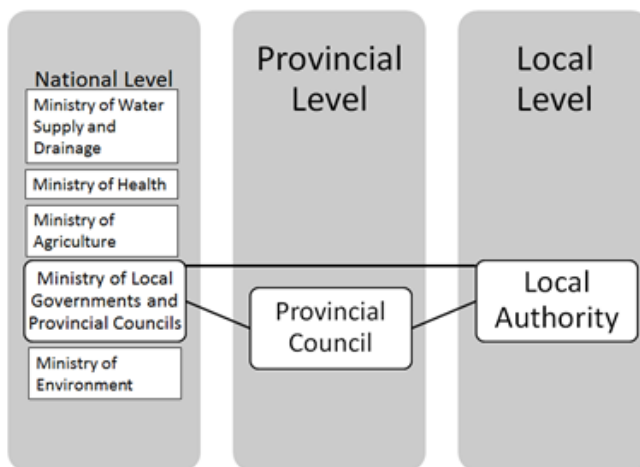 National Level
Ministry of Water
Supply and
Drainage
Ministry of Health
Ministry of
Agriculture
Ministry of Local
Governments and
Provincial Councils
Ministry of
Environment
Provincial
Level
Provincial
Council
Local
Level
Local
Authority